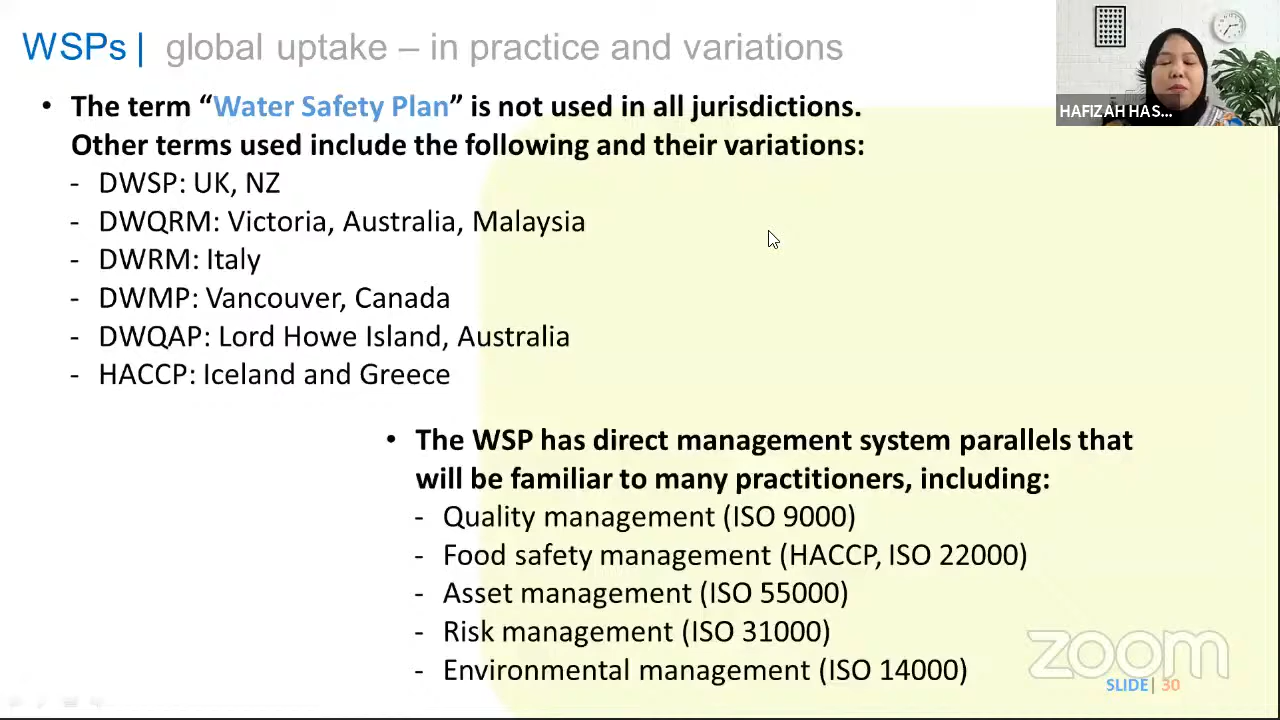 WSPs | global uptake – in practice and variations
• The term “Water Safety Plan” is not used in all jurisdictions.
Other terms used include the following and their variations:
- DWSP: UK, NZ
- DWQRM: Victoria, Australia, Malaysia
- DWRM: Italy
- DWMP: Vancouver, Canada
- DWQAP: Lord Howe Island, Australia
- HACCP: Iceland and Greece
• The WSP has direct management system parallels that
will be familiar to many practitioners, including:
- Quality management (ISO 9000)
- Food safety management (HACCP, ISO 22000)
- Asset management (ISO 55000)
- Risk management (ISO 31000)
- Environmental management (ISO 14000)
HAFIZAH HAS...
zoom
SLIDE| 30